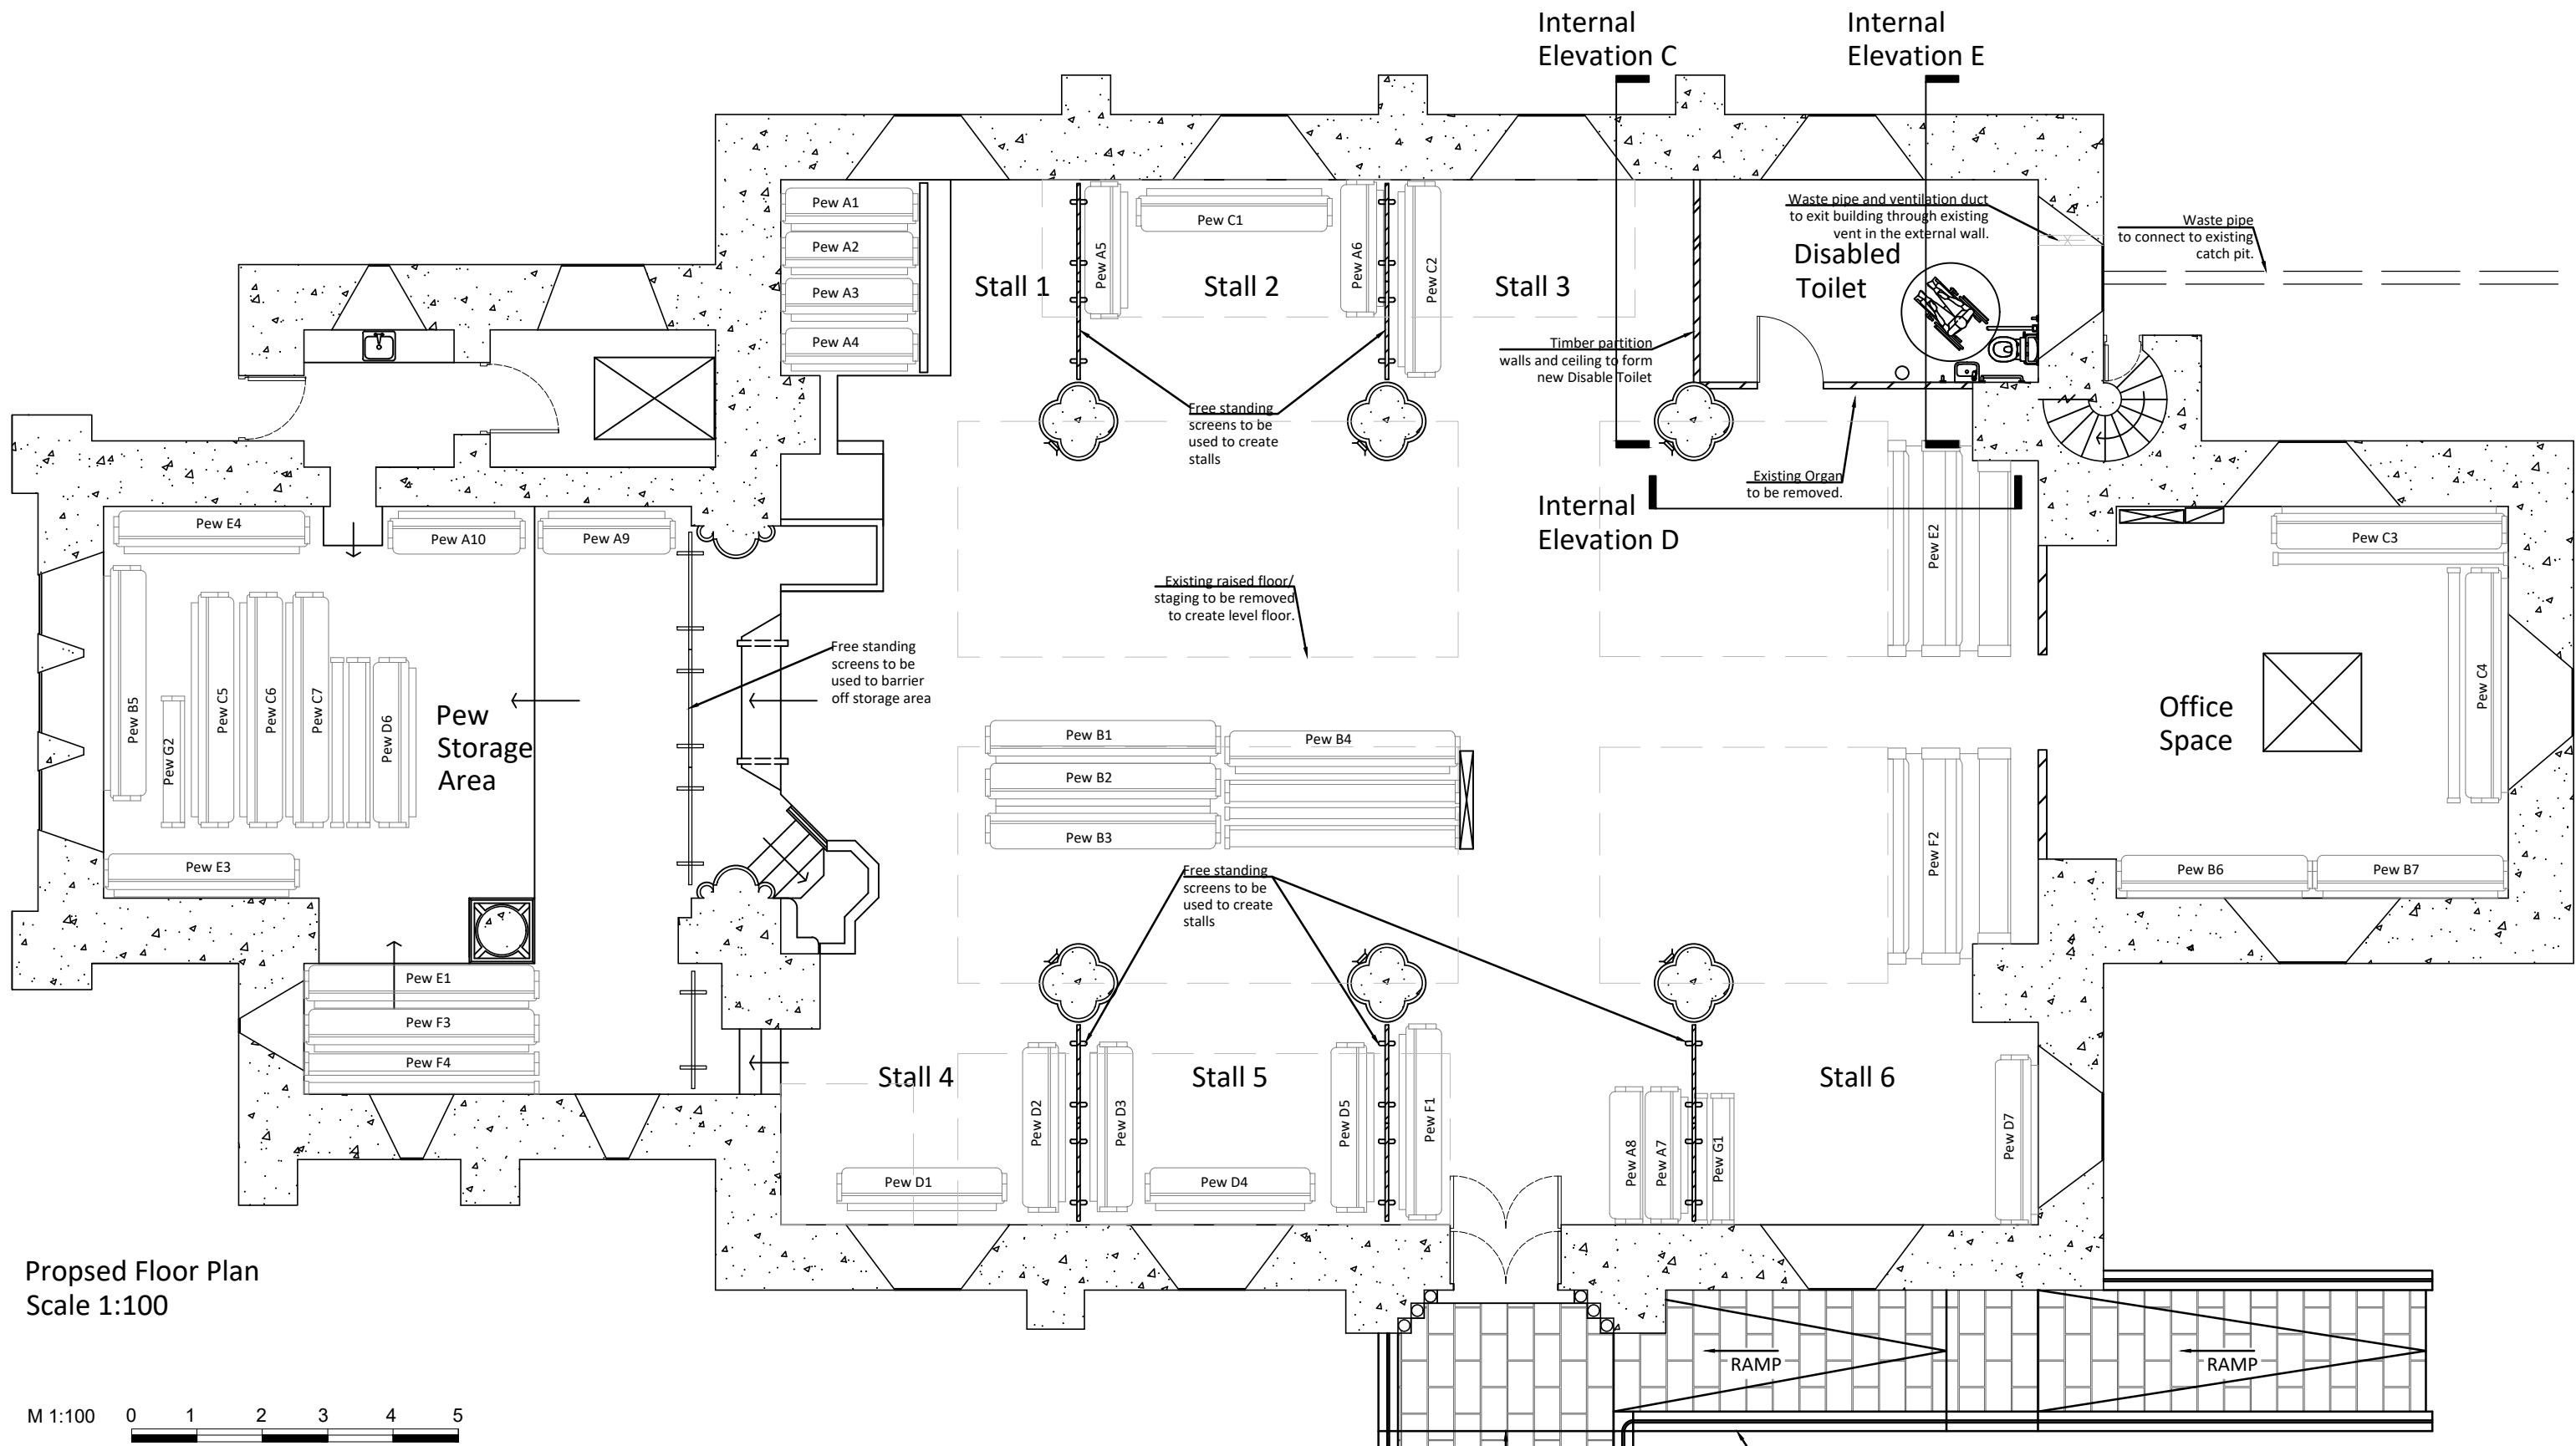 Internal
Elevation C
Internal
Elevation E
Pew A1
Pew A2
Pew A3
Pew A4
Stall 1
Pew A5
Pew C1
Stall 2
Pew A6
Pew C2
Stall 3
Waste pipe and ventilation duct
to exit building through existing
vent in the external wall.
Disabled
Toilet
Waste pipe
to connect to existing
catch pit.
Timber partition
walls and ceiling to form
new Disable Toilet
Free standing
screens to be
used to create
stalls
Existing Organ
to be removed.
Internal
Elevation D
Pew E4
Pew A10
Pew A9
Pew E2
Pew C3
Existing raised floor/
staging to be removed
to create level floor.
Free standing
screens to be
used to barrier
off storage area
Pew B5
Pew G2
Pew C5
Pew C6
Pew C7
Pew D6
Pew
Storage
Area
Pew B1
Pew B2
Pew B3
Pew B4
Office
Space
Pew C4
Pew E3
Pew F2
Pew B6
Pew B7
Free standing
screens to be
used to create
stalls
Pew E1
Pew F3
Pew F4
Stall 4
Pew D2
Pew D3
Stall 5
Pew D5
Pew F1
Stall 6
Pew A8
Pew A7
Pew G1
Pew D7
Pew D1
Pew D4
Propsed Floor Plan
Scale 1:100
RAMP
RAMP
M 1:100 0 1 2 3 4 5